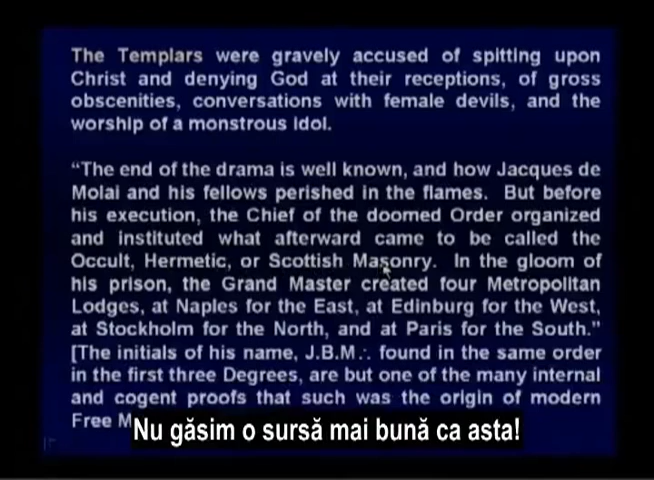 The Templars were gravely accused of spitting upon
Christ and denying God at their receptions, of gross
obscenities, conversations with female devils, and the
worship of a monstrous Idol.
“The end of the drama is well known, and how Jacques de
Molai and his fellows perished in the flames. But before
his execution, the Chief of the doomed Order organized
and instituted what afterward came to be called the
Occult, Hermetic, or Scottish Masonry. In the gloom of
his prison, the Grand Master created four Metropolitan
Lodges, at Naples for the East, at Edinburg for the West,
at Stockholm for the North, and at Paris for the South.”
[The initials of his name, J.B.M∴ found in the same order
in the first three Degrees, are but one of the many internal
and cogent proofs that such was the origin of modern
Free M
Nu găsim o sursă mai bună ca asta!